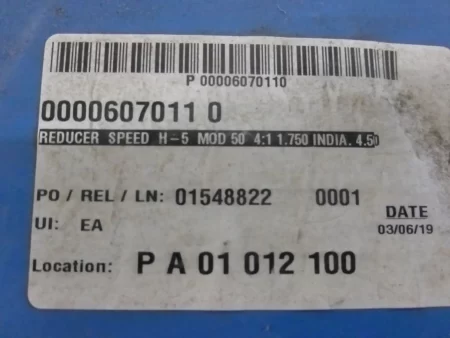 P 00006070110
0000607011 0
REDUCER SPEED H-5 MOD 50 4:1 1.750 INDIA. 4.50
PO / REL / LN: 01548822 0001
DATE
UI: EA
03/06/19
Location: P A 01 012 100